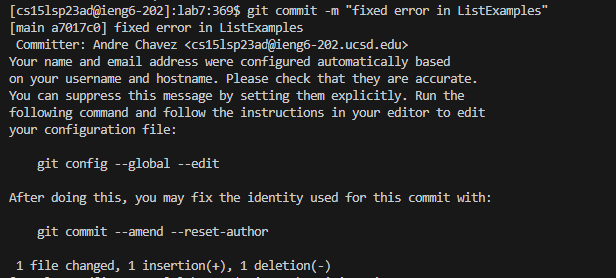 [cs15lsp23ad@ieng6-202]:lab7:369$ git commit -m "fixed error in ListExamples"
[main a7017c0] fixed error in ListExamples
Committer: Andre Chavez <cs15lsp23ad@ieng6-202.ucsd.edu>
Your name and email address were configured automatically based
on your username and hostname. Please check that they are accurate.
You can suppress this message by setting them explicitly. Run the
following command and follow the instructions in your editor to edit
your configuration file:
git config --global --edit
After doing this, you may fix the identity used for this commit with:
git commit --amend --reset-author
1 file changed, 1 insertion(+), 1 deletion(-)